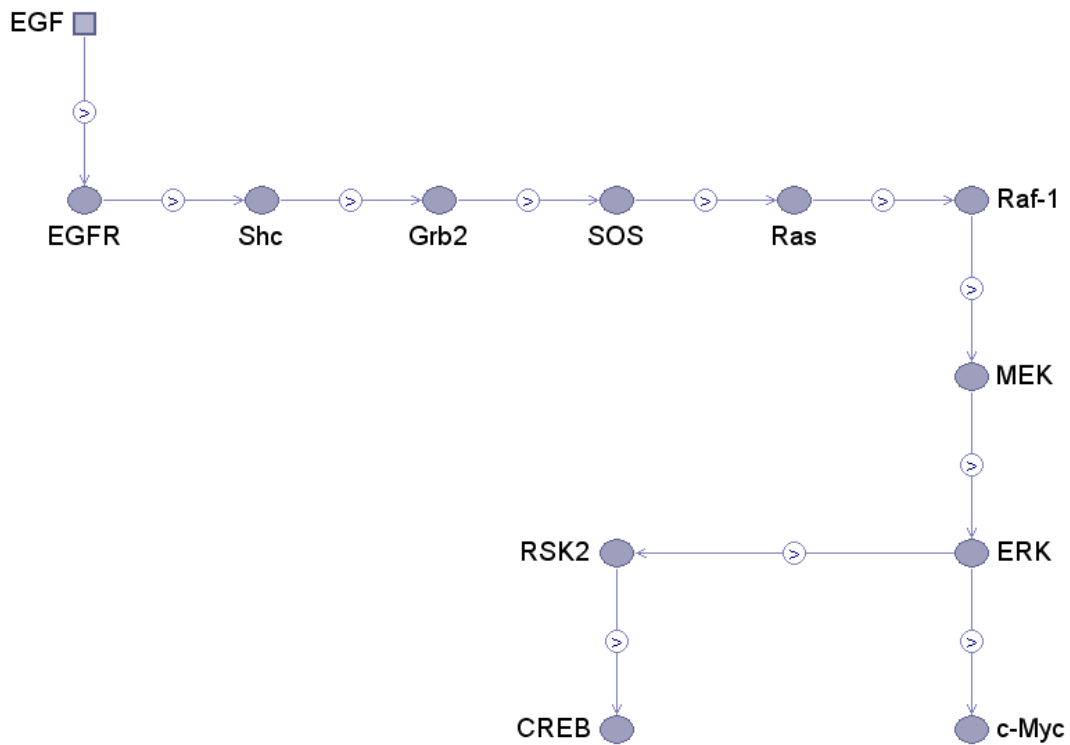 EGF
>
EGFR
>
Shc
>
Grb2
>
SOS
>
Ras
>
Raf-1
>
MEK
>
RSK2
>
ERK
>
>
CREB
c-Myc